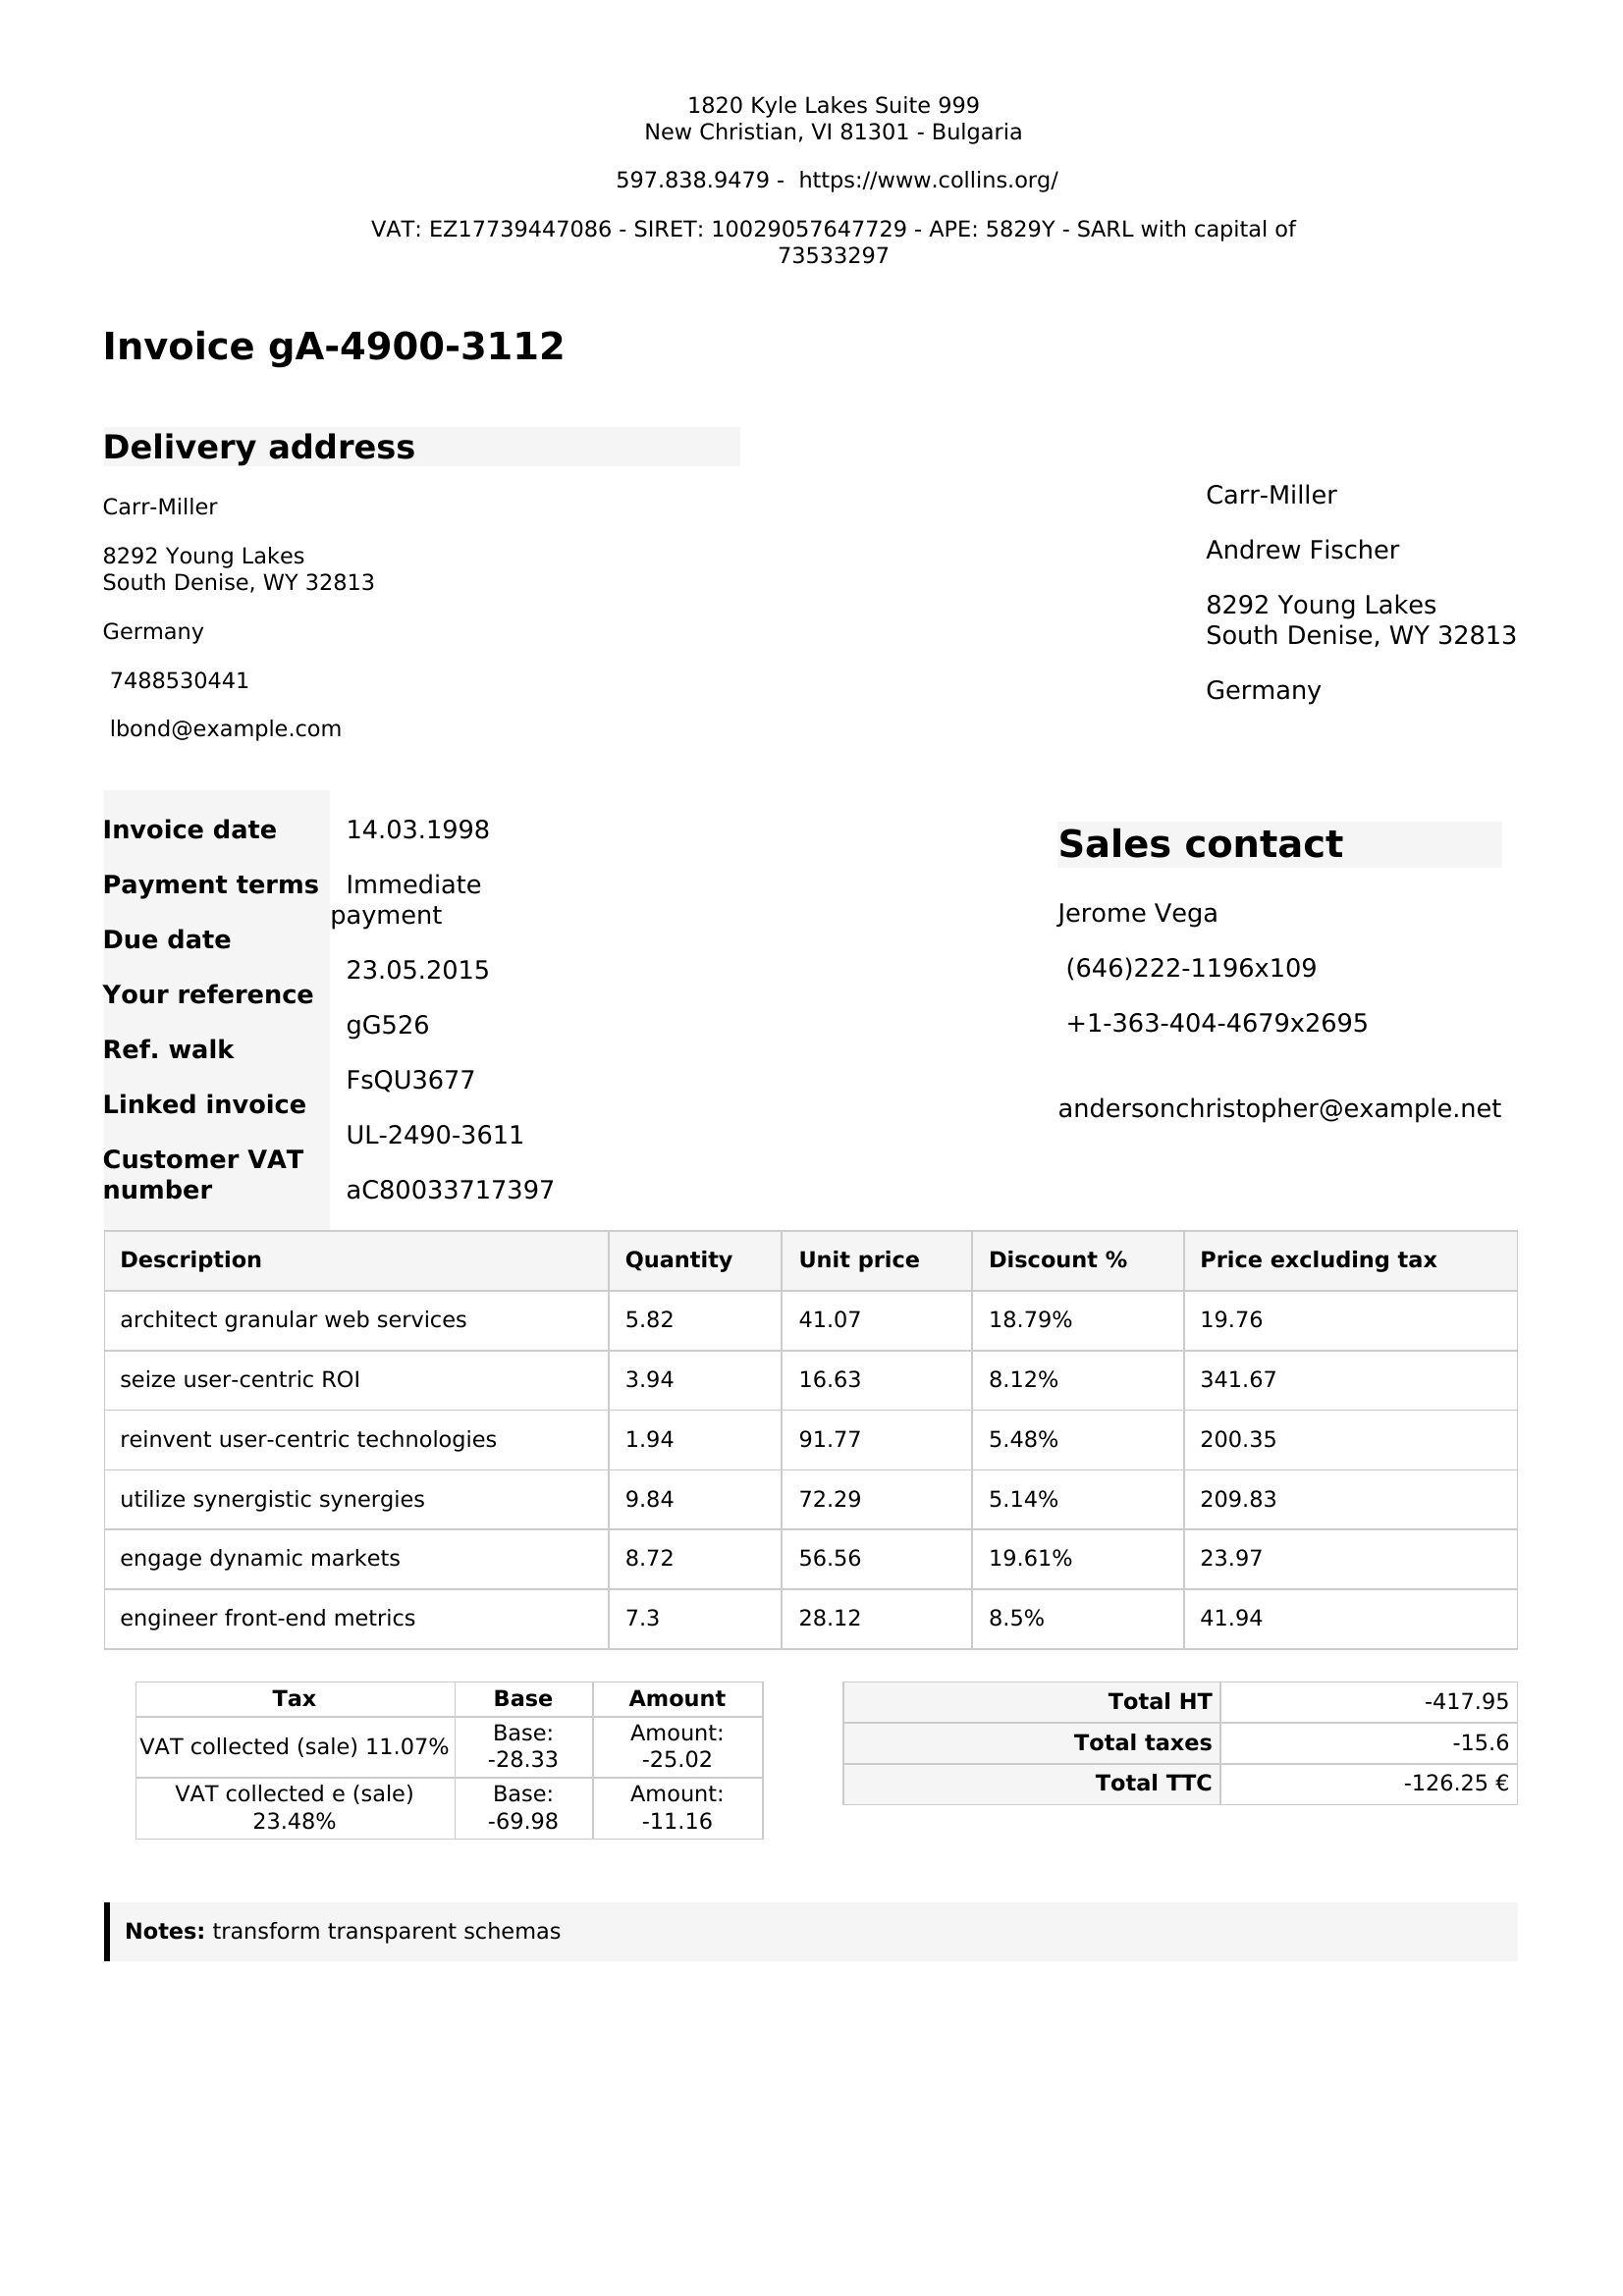 1820 Kyle Lakes Suite 999
New Christian, VI 81301 - Bulgaria
597.838.9479 - https://www.collins.org/
VAT: EZ17739447086 - SIRET: 10029057647729 - APE: 5829Y - SARL with capital of
73533297
Invoice gA-4900-3112
Delivery address
Carr-Miller
8292 Young Lakes
South Denise, WY 32813
Germany
7488530441
lbond@example.com
Carr-Miller
Andrew Fischer
8292 Young Lakes
South Denise, WY 32813
Germany
Invoice date
Payment terms
Due date
Your reference
Ref. walk
Linked invoice
Customer VAT
number
14.03.1998
Immediate
payment
23.05.2015
gG526
FsQU3677
UL-2490-3611
aC80033717397
Sales contact
Jerome Vega
(646)222-1196x109
+1-363-404-4679x2695
andersonchristopher@example.net
Description Quantity Unit price Discount % Price excluding tax
architect granular web services 5.82 41.07 18.79% 19.76
seize user-centric ROI 3.94 16.63 8.12% 341.67
reinvent user-centric technologies 1.94 91.77 5.48% 200.35
utilize synergistic synergies 9.84 72.29 5.14% 209.83
engage dynamic markets 8.72 56.56 19.61% 23.97
engineer front-end metrics 7.3 28.12 8.5% 41.94
Tax Base Amount
VAT collected (sale) 11.07% Base: -28.33 Amount: -25.02
VAT collected e (sale) 23.48% Base: -69.98 Amount: -11.16
Total HT -417.95
Total taxes -15.6
Total TTC -126.25 €
Notes: transform transparent schemas